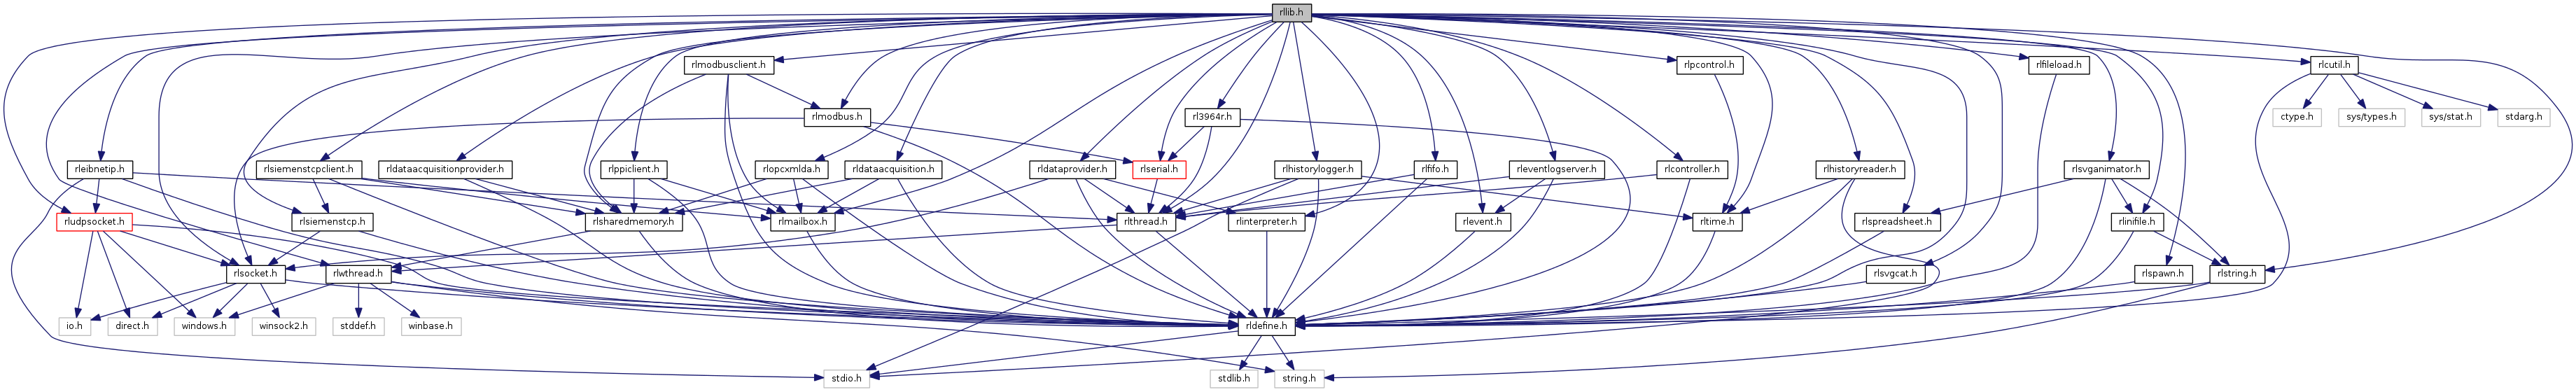 rllib.h
rlmodbusclient.h
rlpcontrol.h
rlfileload.h
rlcutil.h
rlmodbus.h
rl3964r.h
ctype.h
sys/types.h
sys/stat.h
stdarg.h
rleibnetip.h
rlsiemenstcpclient.h
rldataacquisitionprovider.h
rlppiclient.h
rlopcxmlda.h
rldataacquisition.h
rldataprovider.h
rlserial.h
rlhistorylogger.h
rlfifo.h
rleventlogserver.h
rlcontroller.h
rlhistoryreader.h
rlsvganimator.h
rludpsocket.h
rlsiemenstcp.h
rlsharedmemory.h
rlmailbox.h
rlthread.h
rlinterpreter.h
rlevent.h
rltime.h
rlspreadsheet.h
rlinifile.h
rlsocket.h
rlwthread.h
rlsvgcat.h
rlspawn.h
rlstring.h
io.h
direct.h
windows.h
winsock2.h
stddef.h
winbase.h
rldefine.h
stdio.h
stdlib.h
string.h